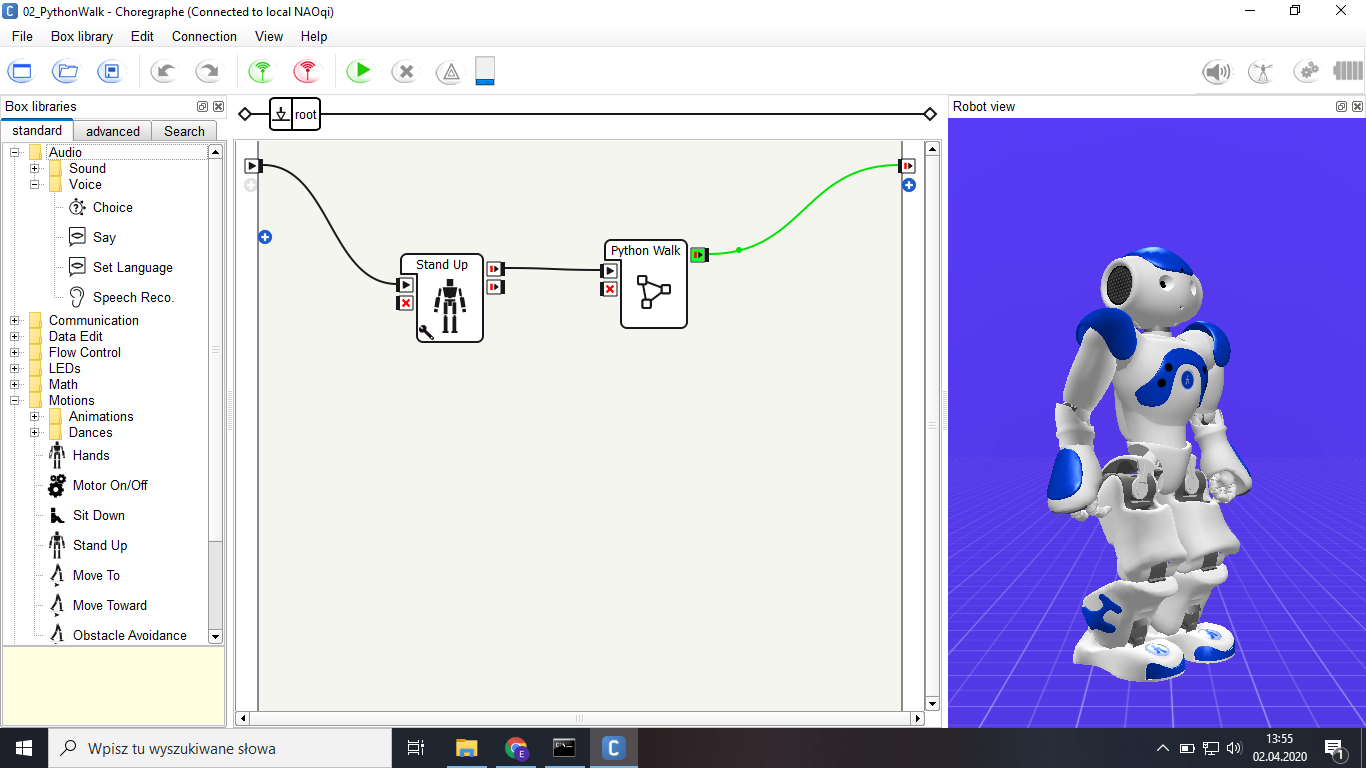 02_PythonWalk - Choregraphe (Connected to local NAOqi)
File Box library Edit Connection View Help
Box libraries
standard advanced Search
Audio
Sound
Voice
Choice
Say
Set Language
Speech Reco.
Communication
Data Edit
Flow Control
LEDs
Math
Motions
Animations
Dances
Hands
Motor On/Off
Sit Down
Stand Up
Move To
Move Toward
Obstacle Avoidance
root
Stand Up
Python Walk
Robot view
Wpisz tu wyszukiwane słowa
C
E
13:55
02.04.2020
1